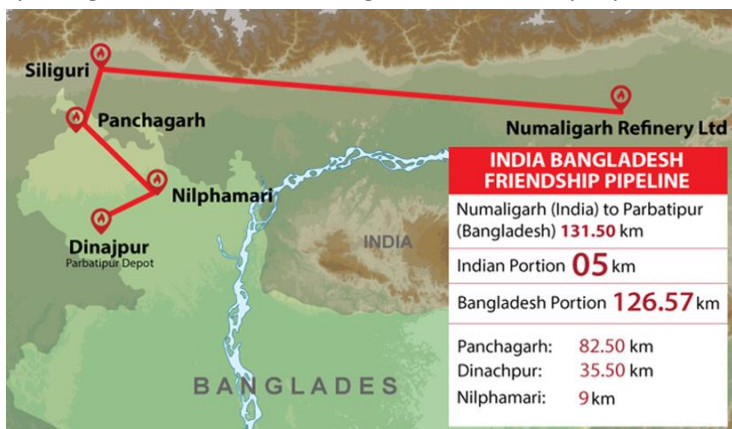 Siliguri
Panchagarh
Numaligarh Refinery Ltd
Nilphamari
Dinajpur
Parbatipur Depot
INDIA
BANGLADES
INDIA BANGLADESH
FRIENDSHIP PIPELINE
Numaligarh (India) to Parbatipur
(Bangladesh) 131.50 km
Indian Portion 05 km
Bangladesh Portion 126.57 km
Panchagarh: 82.50 km
Dinachpur: 35.50 km
Nilphamari: 9 km